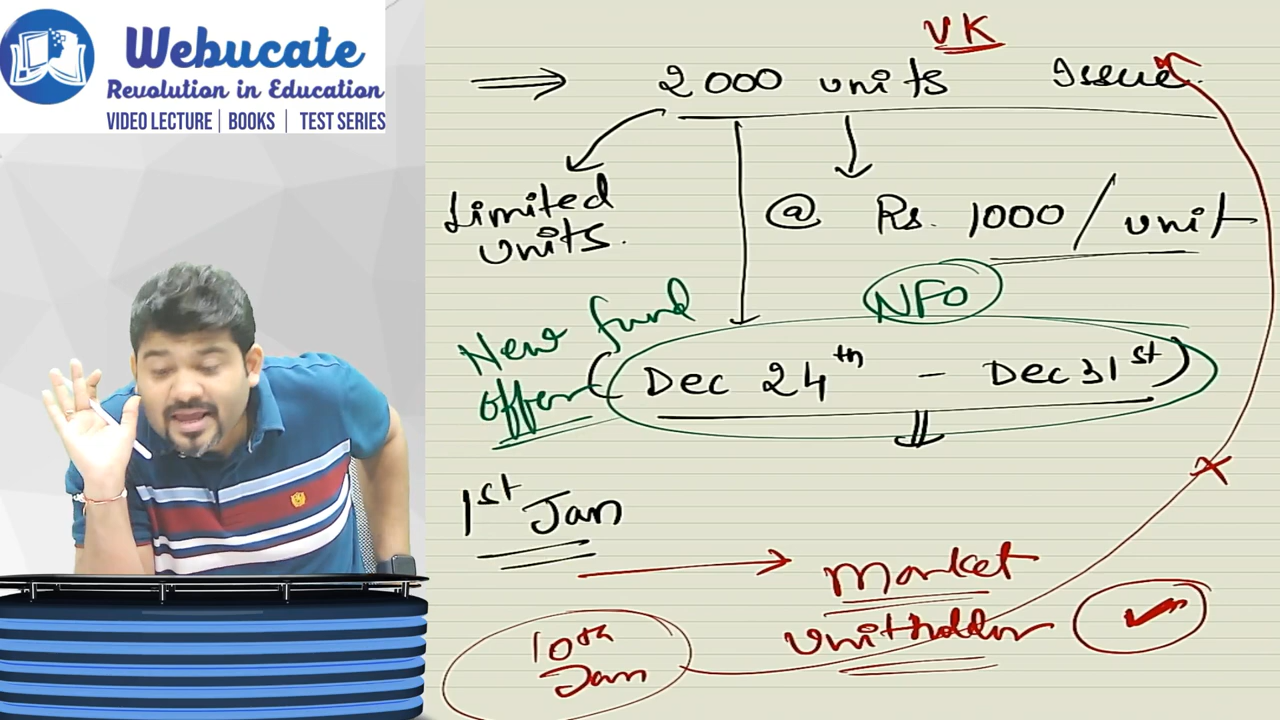 Webucate
Revolution in Education
VIDEO LECTURE | BOOKS | TEST SERIES
VK
⇒ 2000 units Issue.
Limited
units.
@ Rs. 1000 / unit
NFO
New fund
offer
(Dec 24th - Dec 31st)
1st Jan
Market
Unitholder
10th
Jan